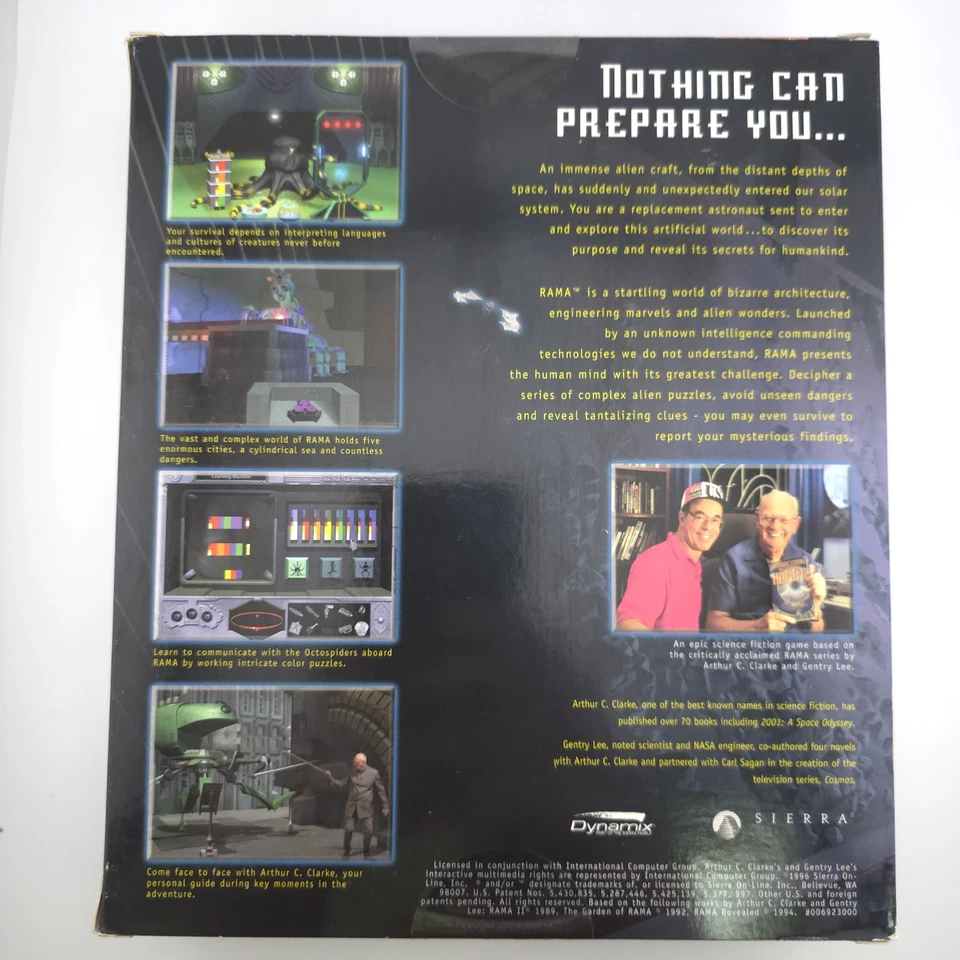 NOTHING CAN
PREPARE YOU...
An immense alien craft, from the distant depths of
space, has suddenly and unexpectedly entered our solar
system. You are a replacement astronaut sent to enter
and explore this artificial world...to discover its
purpose and reveal its secrets for humankind.
RAMA™ is a startling world of bizarre architecture,
engineering marvels and alien wonders. Launched
by an unknown intelligence commanding
technologies we do not understand, RAMA presents
the human mind with its greatest challenge. Decipher a
series of complex alien puzzles, avoid unseen dangers
and reveal tantalizing clues - you may even survive to
report your mysterious findings.
Your survival depends on interpreting languages
and cultures of creatures never before
encountered.
The vast and complex world of RAMA holds five
enormous cities, a cylindrical sea and countless
dangers.
Learning Machine
Learn to communicate with the Octospiders aboard
RAMA by working intricate color puzzles.
Come face to face with Arthur C. Clarke, your
personal guide during key moments in the
adventure.
An epic science fiction game based on
the critically acclaimed RAMA series by
Arthur C. Clarke and Gentry Lee.
Arthur C. Clarke, one of the best known names in science fiction, has
published over 70 books including 2001: A Space Odyssey.
Gentry Lee, noted scientist and NASA engineer, co-authored four novels
with Arthur C. Clarke and partnered with Carl Sagan in the creation of the
television series, Cosmos.
Dynamix
PART OF THE SIERRA FAMILY
SIERRA®
Licensed in conjunction with International Computer Group. Arthur C. Clarke's and Gentry Lee's
interactive multimedia rights are represented by International Computer Group. ©1996 Sierra On-
Line, Inc. ® and/or ™ designate trademarks of, or licensed to Sierra On-Line, Inc., Bellevue, WA
98007. U.S. Patent Nos. 5,430,835, 5,287,446, 5,425,139, 5,377,997. Other U.S. and foreign
patents pending. All rights reserved. Based on the following works by Arthur C. Clarke and Gentry
Lee: RAMA II© 1989, The Garden of RAMA © 1992, RAMA Revealed © 1994. #006923000